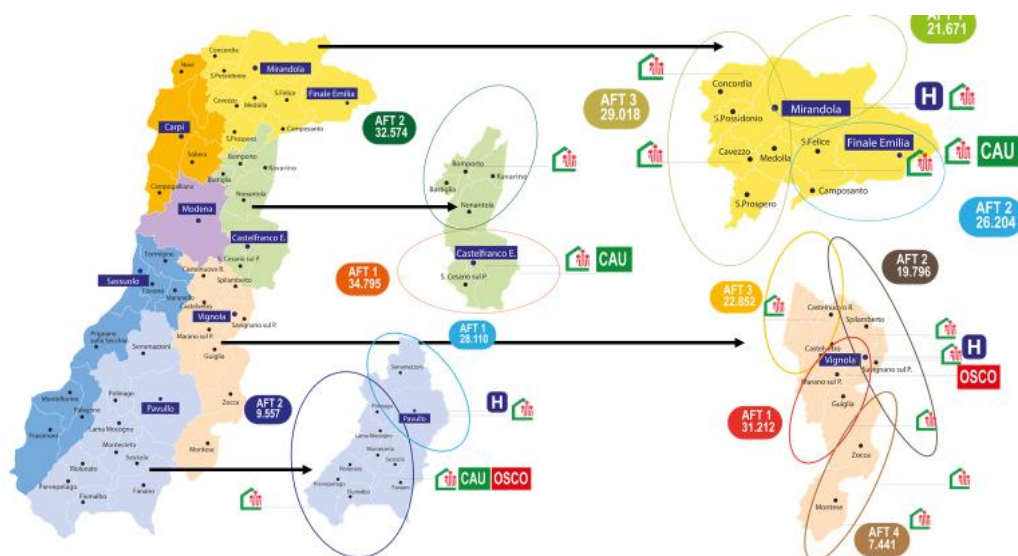 Novi
Concordio
S.Possidonio
Mirandola
Cavezzo
Medolla
S.Felice
Finale Emilia
Carpi
S.Prospero
Camposanto
Soliera
Bomporto
Ravarino
Bastiglia
Campogalliano
Nonantola
Modena
Castelfranco E.
S. Cesario sul P.
Formigine
Castelnuovo R.
Sassuolo
Fiorano
Spilamberto
Maranello
Castelvetro
Vignola
Savignano sul P.
Marano sul P.
Prignano
sulla Secchia
Serramazzoni
Guiglia
Montefiorino
Polinago
Zocca
Palagano
Pavullo
Frassinoro
Lama Mocogno
Montecreto
Montese
Sestola
Riolunato
Pievepelago
Fiumalbo
Fanano
AFT 2
32.574
Bomporto
Ravarino
Battiglia
Nonantola
Castelfranco E.
S. Cesario sul P.
CAU
AFT 1
34.795
AFT 1
21.671
AFT 3
29.018
Concordia
S.Possidonio
Mirandola
H
Cavezzo
Medolla
S.Felice
Finale Emilia
CAU
S.Prospero
Camposanto
AFT 2
26.204
AFT 1
28.110
AFT 2
9.557
Serramazzoni
Polinago
Pavullo
H
Lama Mocogno
Montecreto
Riolunato
Sestola
Pievepelago
Fiumalbo
Fanano
CAU
OSCO
AFT 3
22.852
AFT 2
19.796
Castelnuovo R.
Spilamberto
Castelvetro
Vignola
H
Savignano sul P.
Marano sul P.
OSCO
Guiglia
AFT 1
31.212
Zocca
Montese
AFT 4
7.441